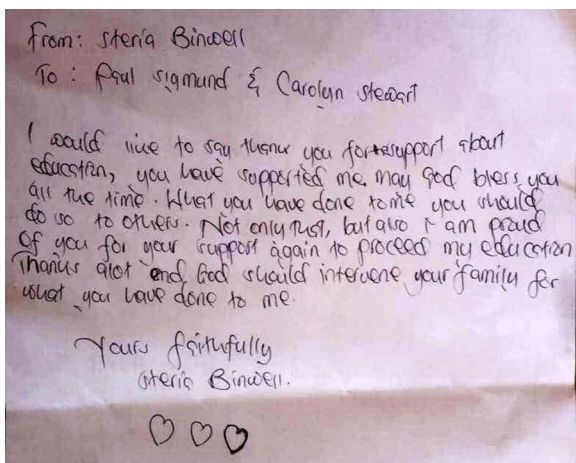 From: Steria Binwell
To: Paul Sigmund & Carolyn Stewart
I would like to say thank you for support about
education, you have supported me. may God bless you
all the time. What you have done to me you should
do so to others. Not only that, but also i am proud
of you for your support again to proceed my education
Thanks alot and God should intervene your family for
what you have done to me.
Yours faithfully
Steria Binwell.